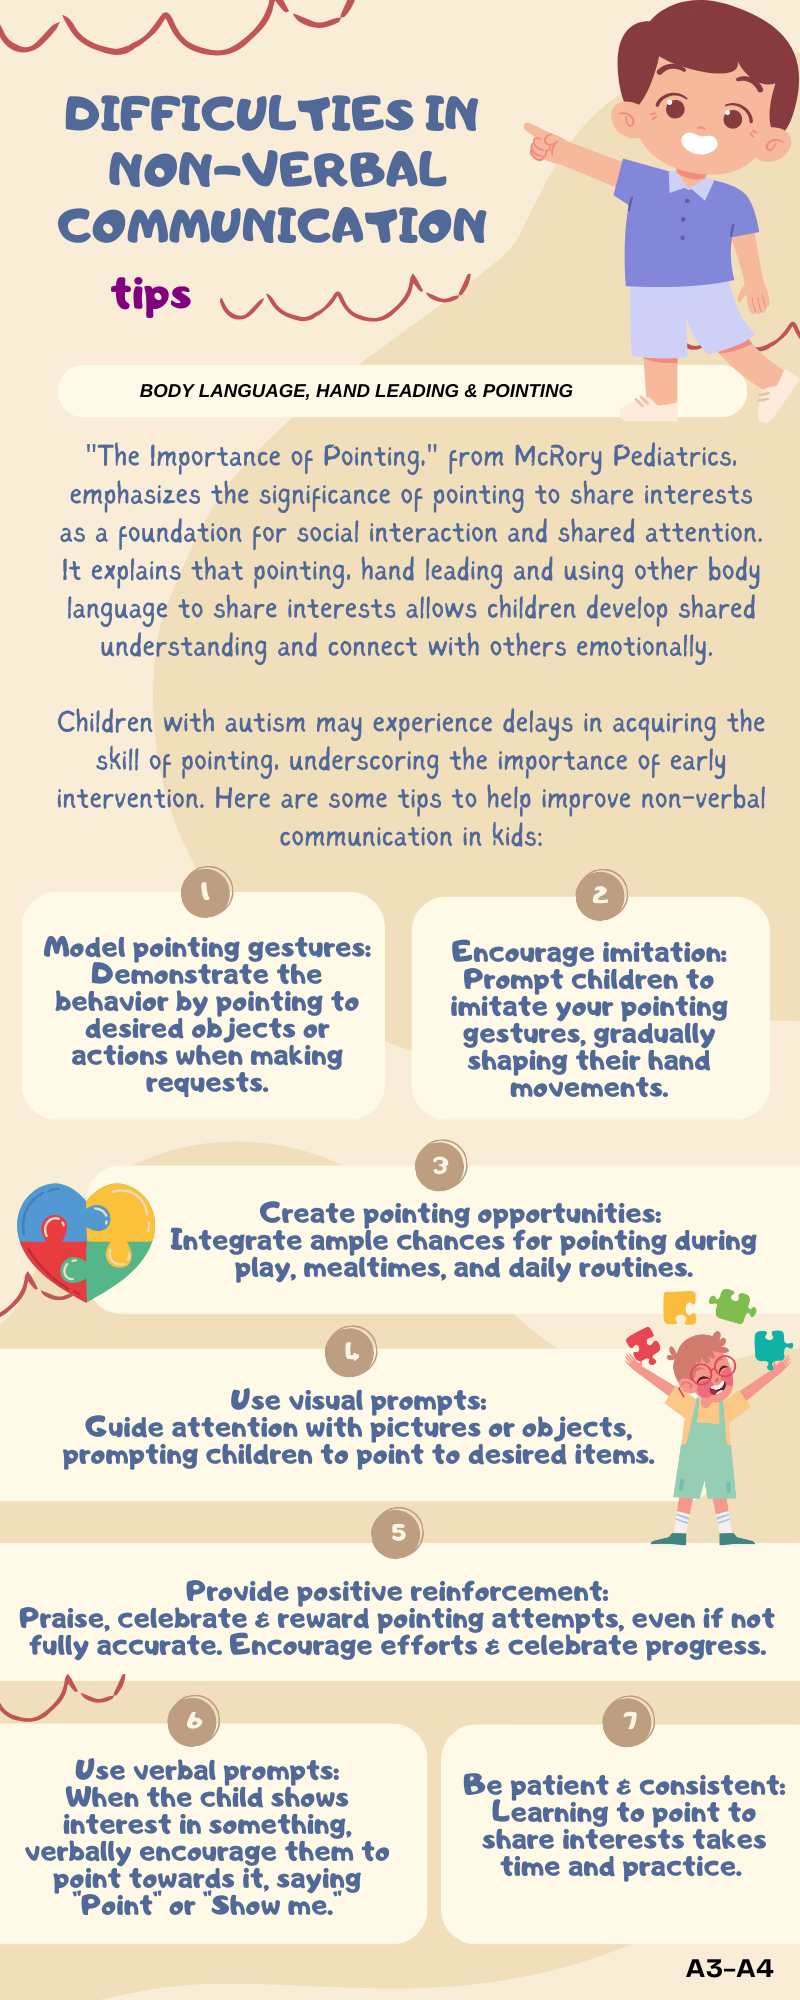 DIFFICULTIES IN
NON-VERBAL
COMMUNICATION
tips
BODY LANGUAGE, HAND LEADING & POINTING
"The Importance of Pointing," from McRory Pediatrics,
emphasizes the significance of pointing to share interests
as a foundation for social interaction and shared attention.
It explains that pointing, hand leading and using other body
language to share interests allows children develop shared
understanding and connect with others emotionally.
Children with autism may experience delays in acquiring the
skill of pointing, underscoring the importance of early
intervention. Here are some tips to help improve non-verbal
communication in kids:
1
Model pointing gestures:
Demonstrate the
behavior by pointing to
desired objects or
actions when making
requests.
2
Encourage imitation:
Prompt children to
imitate your pointing
gestures, gradually
shaping their hand
movements.
3
Create pointing opportunities:
Integrate ample chances for pointing during
play, mealtimes, and daily routines.
4
Use visual prompts:
Guide attention with pictures or objects,
prompting children to point to desired items.
5
Provide positive reinforcement:
Praise, celebrate & reward pointing attempts, even if not
fully accurate. Encourage efforts & celebrate progress.
6
Use verbal prompts:
When the child shows
interest in something,
verbally encourage them to
point towards it, saying
"Point" or "Show me."
7
Be patient & consistent:
Learning to point to
share interests takes
time and practice.
A3-A4